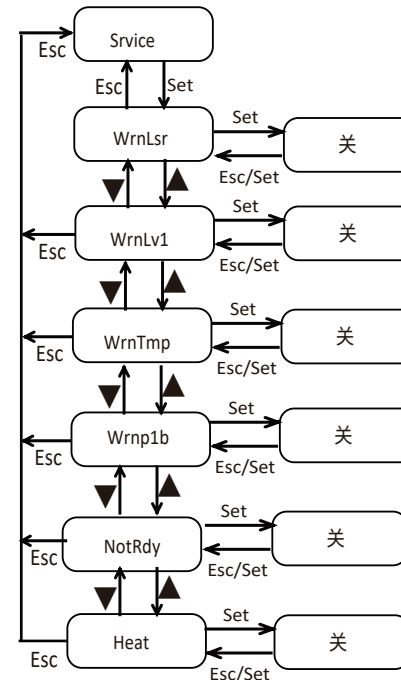 Srvice
Esc
Esc
Set
WrnLsr
Set
关
Esc/Set
▼
▲
WrnLv1
Set
关
Esc
Esc/Set
▼
▲
WrnTmp
Set
关
Esc
Esc/Set
▼
▲
Wrnp1b
Set
关
Esc
Esc/Set
▼
▲
NotRdy
Set
关
Esc
Esc/Set
▼
▲
Heat
Set
关
Esc
Esc/Set